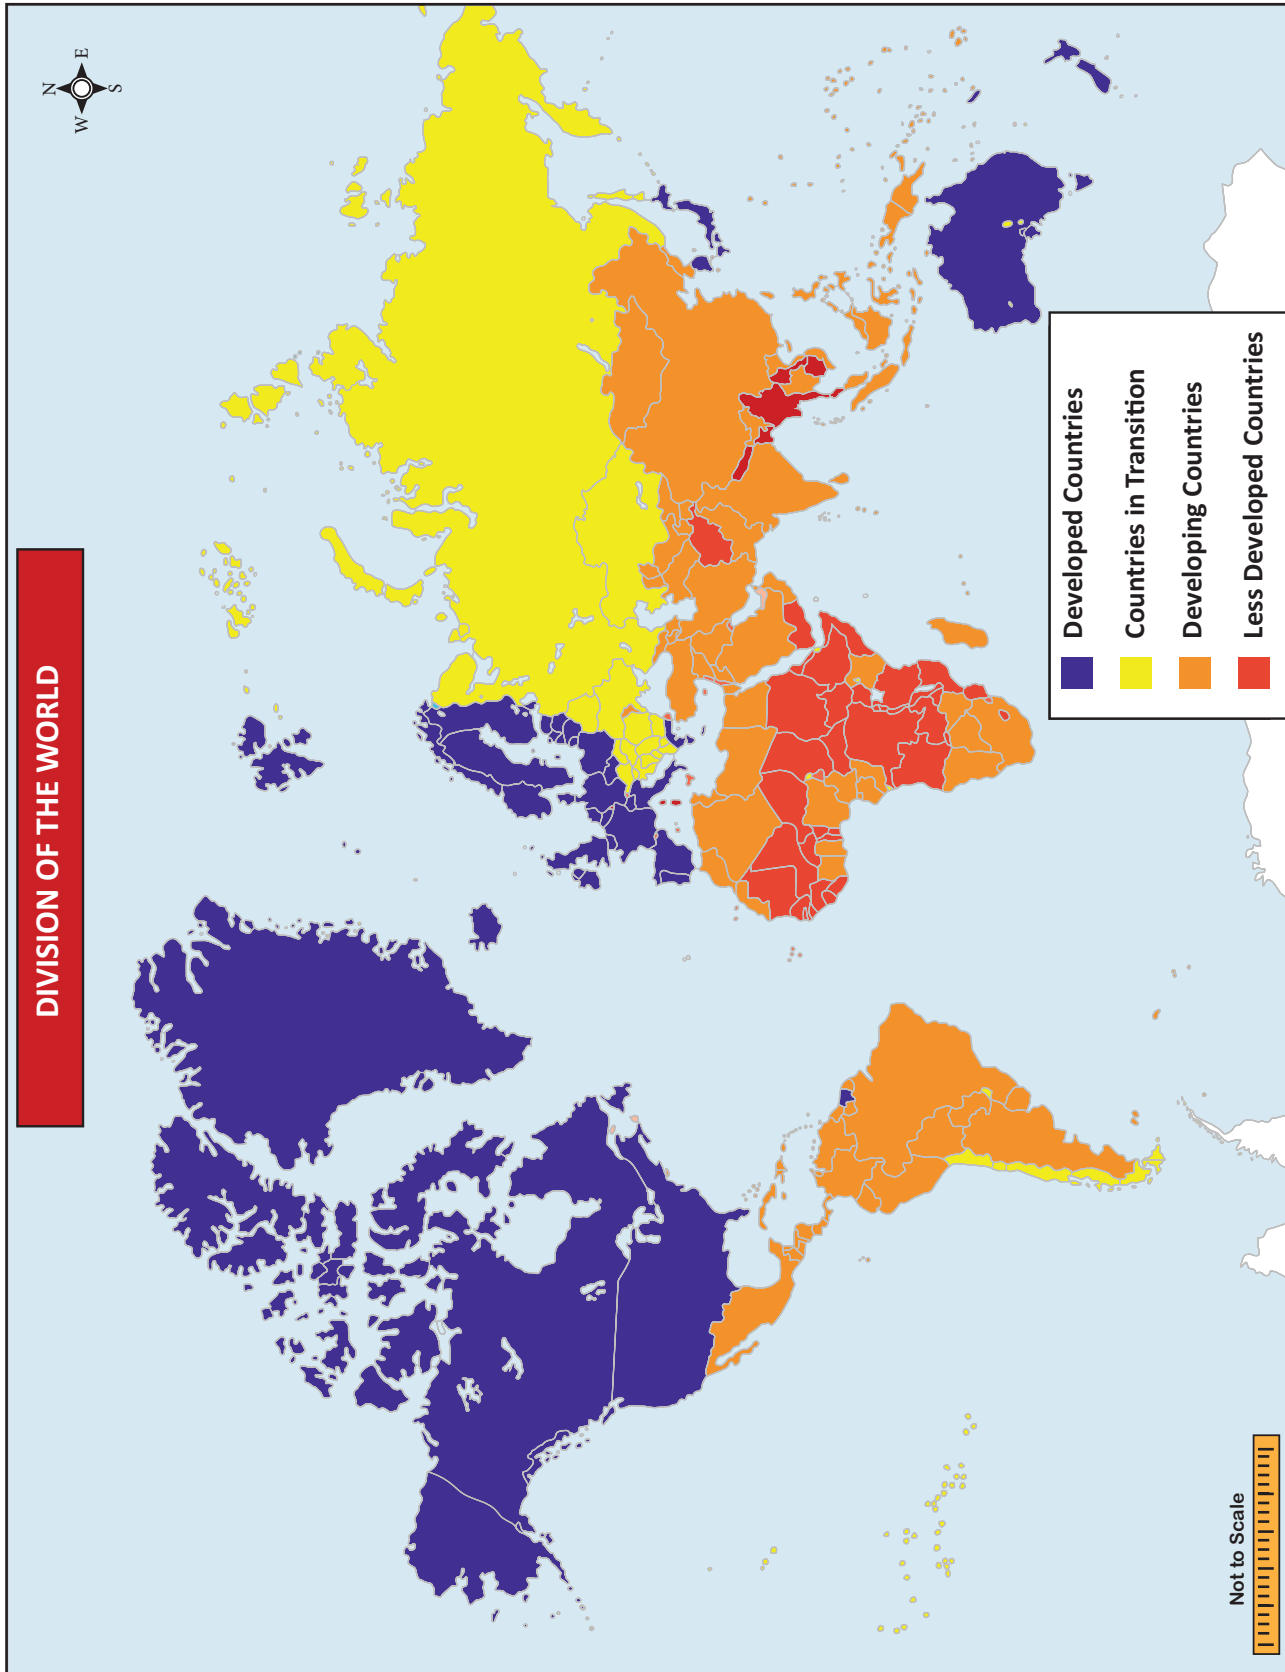 DIVISION OF THE WORLD
N
W E
S
Developed Countries
Countries in Transition
Developing Countries
Less Developed Countries
Not to Scale